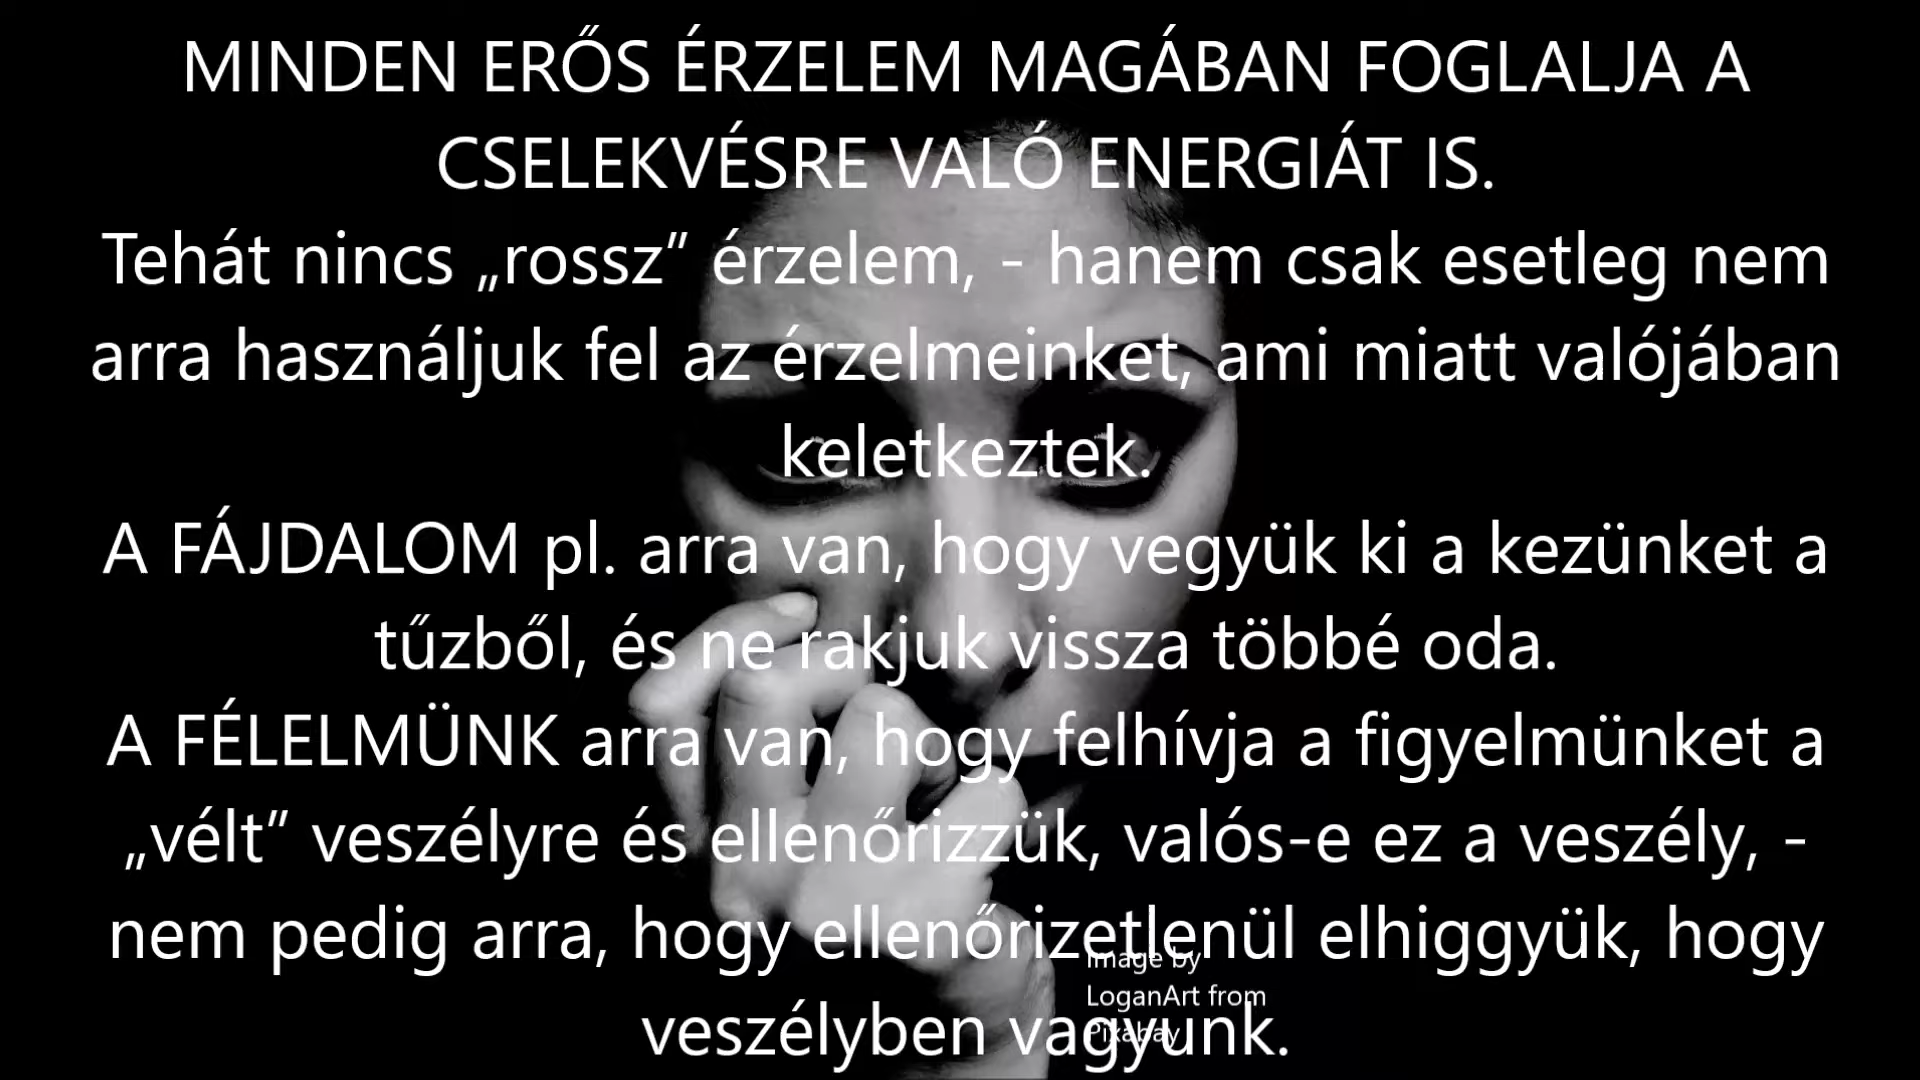 MINDEN ERŐS ÉRZELEM MAGÁBAN FOGLALJA A
CSELEKVÉSRE VALÓ ENERGIÁT IS.
Tehát nincs „rossz” érzelem, - hanem csak esetleg nem
arra használjuk fel az érzelmeinket, ami miatt valójában
keletkeztek.
A FÁJDALOM pl. arra van, hogy vegyük ki a kezünket a
tűzből, és ne rakjuk vissza többé oda.
A FÉLELMÜNK arra van, hogy felhívja a figyelmünket a
„vélt” veszélyre és ellenőrizzük, valós-e ez a veszély, -
nem pedig arra, hogy ellenőrizetlenül elhiggyük, hogy
veszélyben vagyunk.
Image by
LoganArt from
Pixabay